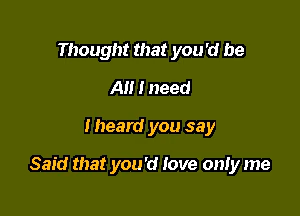 Thought that you'd be
All I need
I heard you say
Said that you'd love only me